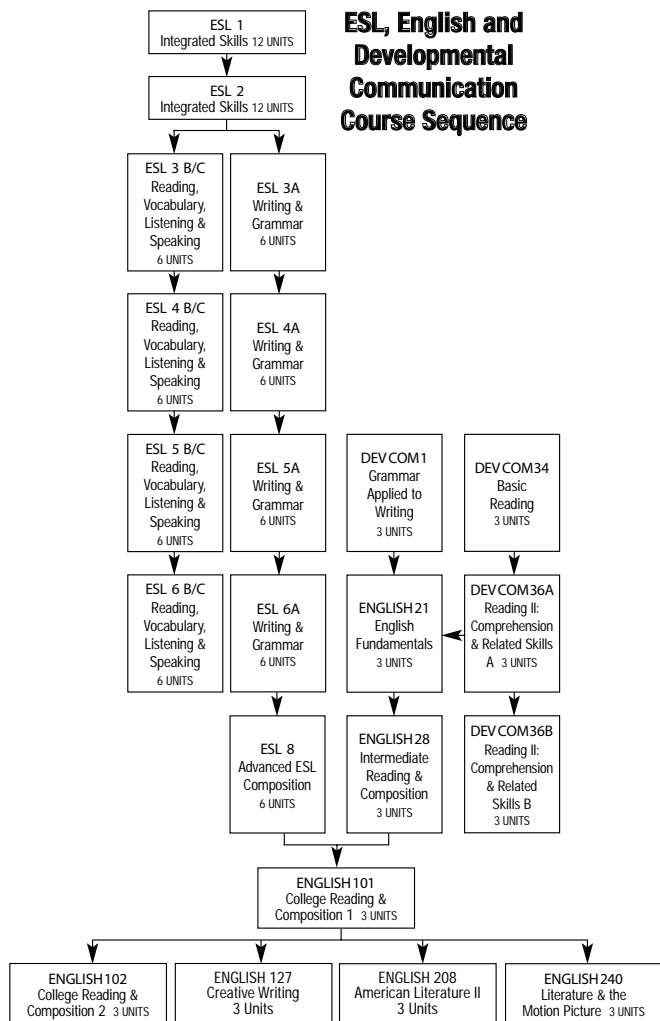 ESL, English and
Developmental
Communication
Course Sequence
ESL 1
Integrated Skills 12 UNITS
ESL 2
Integrated Skills 12 UNITS
ESL 3 B/C
Reading,
Vocabulary,
Listening &
Speaking
6 UNITS
ESL 3A
Writing &
Grammar
6 UNITS
ESL 4 B/C
Reading,
Vocabulary,
Listening &
Speaking
6 UNITS
ESL 4A
Writing &
Grammar
6 UNITS
ESL 5 B/C
Reading,
Vocabulary,
Listening &
Speaking
6 UNITS
ESL 5A
Writing &
Grammar
6 UNITS
DEV COM 1
Grammar
Applied to
Writing
3 UNITS
DEV COM 34
Basic
Reading
3 UNITS
ESL 6 B/C
Reading,
Vocabulary,
Listening &
Speaking
6 UNITS
ESL 6A
Writing &
Grammar
6 UNITS
ENGLISH 21
English
Fundamentals
3 UNITS
DEV COM 36A
Reading II:
Comprehension
& Related Skills
A 3 UNITS
ESL 8
Advanced ESL
Composition
6 UNITS
ENGLISH 28
Intermediate
Reading &
Composition
3 UNITS
DEV COM 36B
Reading II:
Comprehension
& Related
Skills B
3 UNITS
ENGLISH 101
College Reading &
Composition 1 3 UNITS
ENGLISH 102
College Reading &
Composition 2 3 UNITS
ENGLISH 127
Creative Writing
3 Units
ENGLISH 208
American Literature II
3 Units
ENGLISH 240
Literature & the
Motion Picture 3 UNITS